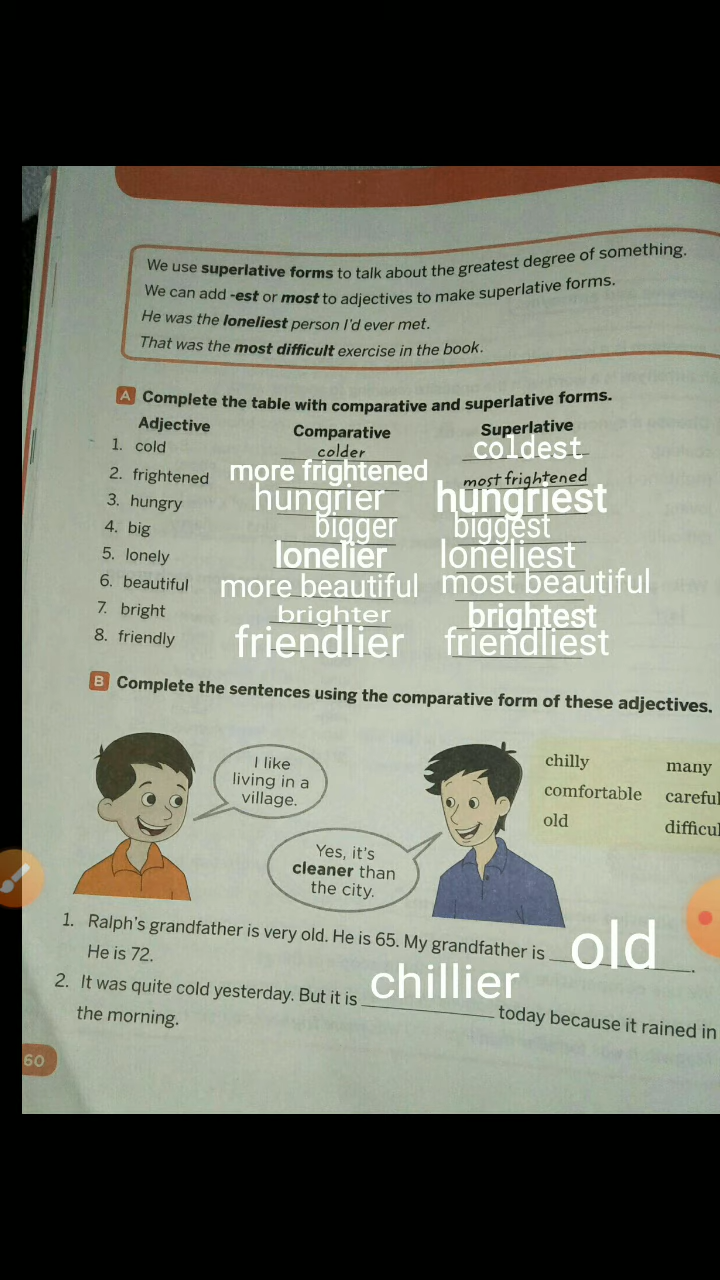 We use superlative forms to talk about the greatest degree of something.
We can add -est or most to adjectives to make superlative forms.
He was the loneliest person I'd ever met.
That was the most difficult exercise in the book.
A Complete the table with comparative and superlative forms.
Adjective Comparative Superlative
1. cold colder coldest
2. frightened more frightened most frightened
3. hungry hungrier hungriest
4. big bigger biggest
5. lonely lonelier loneliest
6. beautiful more beautiful most beautiful
7. bright brighter brightest
8. friendly friendlier friendliest
B Complete the sentences using the comparative form of these adjectives.
I like
living in a
village.
Yes, it's
cleaner than
the city.
chilly many
comfortable careful
old difficu
1. Ralph's grandfather is very old. He is 65. My grandfather is old.
He is 72.
2. It was quite cold yesterday. But it is chillier today because it rained in
the morning.
60